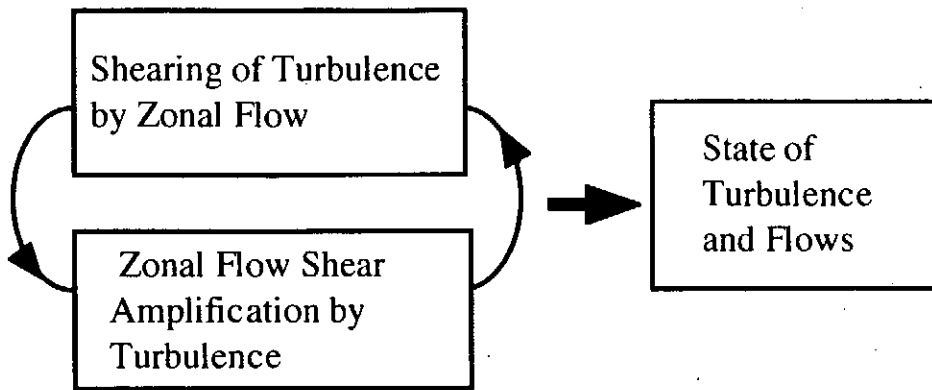 Shearing of Turbulence
by Zonal Flow
Zonal Flow Shear
Amplification by
Turbulence
State of
Turbulence
and Flows